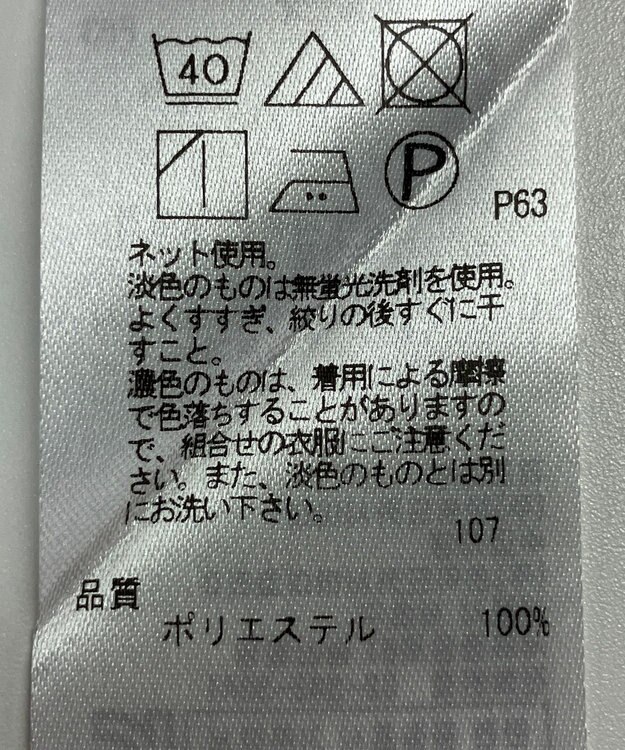 40
P
P63
ネット使用。
淡色のものは無蛍光洗剤を使用。
よくすすぎ、絞りの後すぐに干
すこと。
濃色のものは、着用による摩擦
で色落ちすることがありますの
で、組合せの衣服にご注意くだ
さい。また、淡色のものとは別
にお洗い下さい。
107
品質
ポリエステル 100%